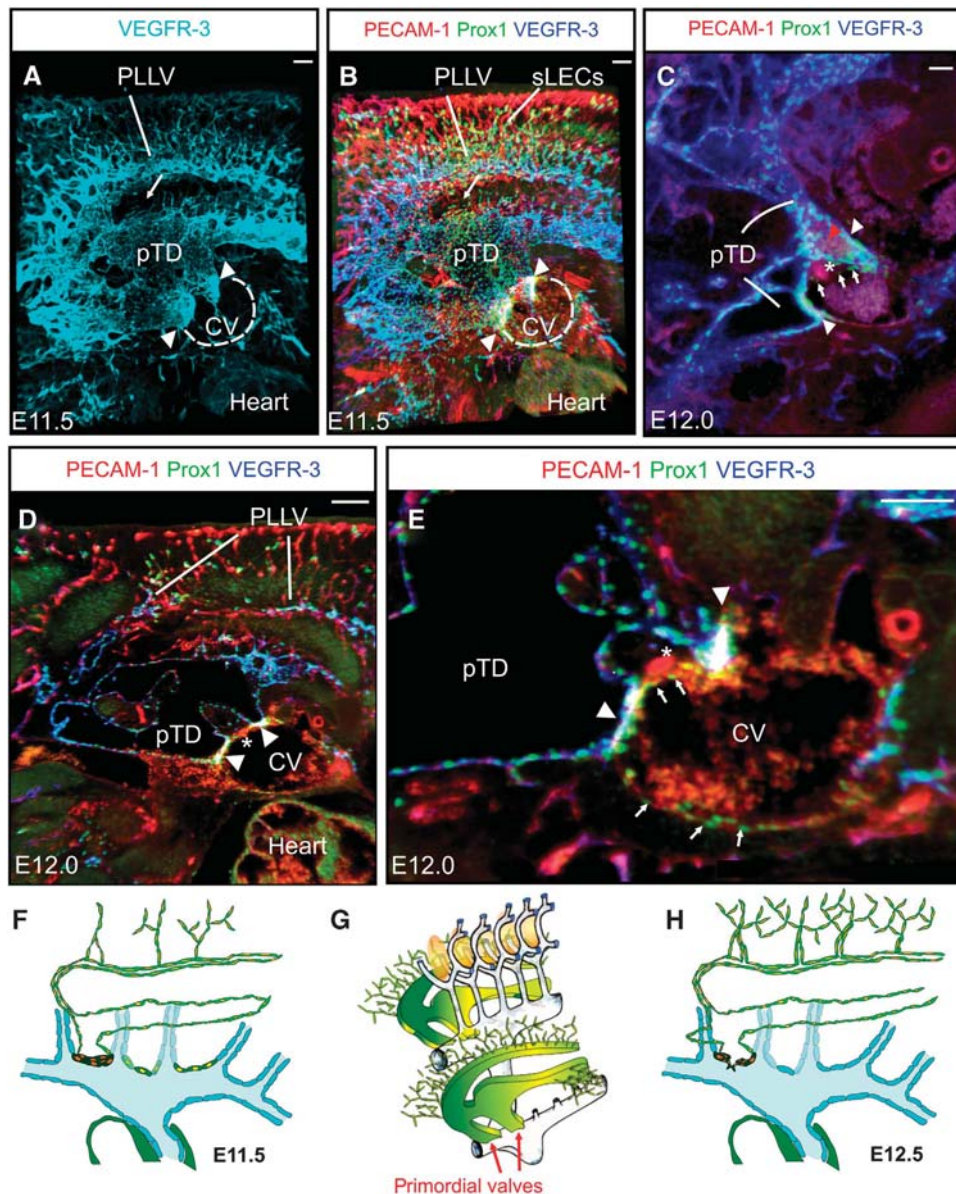 VEGFR-3
A
PLLV
pTD
CV
Heart
E11.5
PECAM-1 Prox1 VEGFR-3
B
PLLV
sLECs
pTD
CV
Heart
E11.5
PECAM-1 Prox1 VEGFR-3
C
pTD
*
E12.0
PECAM-1 Prox1 VEGFR-3
D
PLLV
pTD
*
CV
Heart
E12.0
PECAM-1 Prox1 VEGFR-3
E
pTD
*
CV
E12.0
F
E11.5
G
Primordial valves
H
E12.5